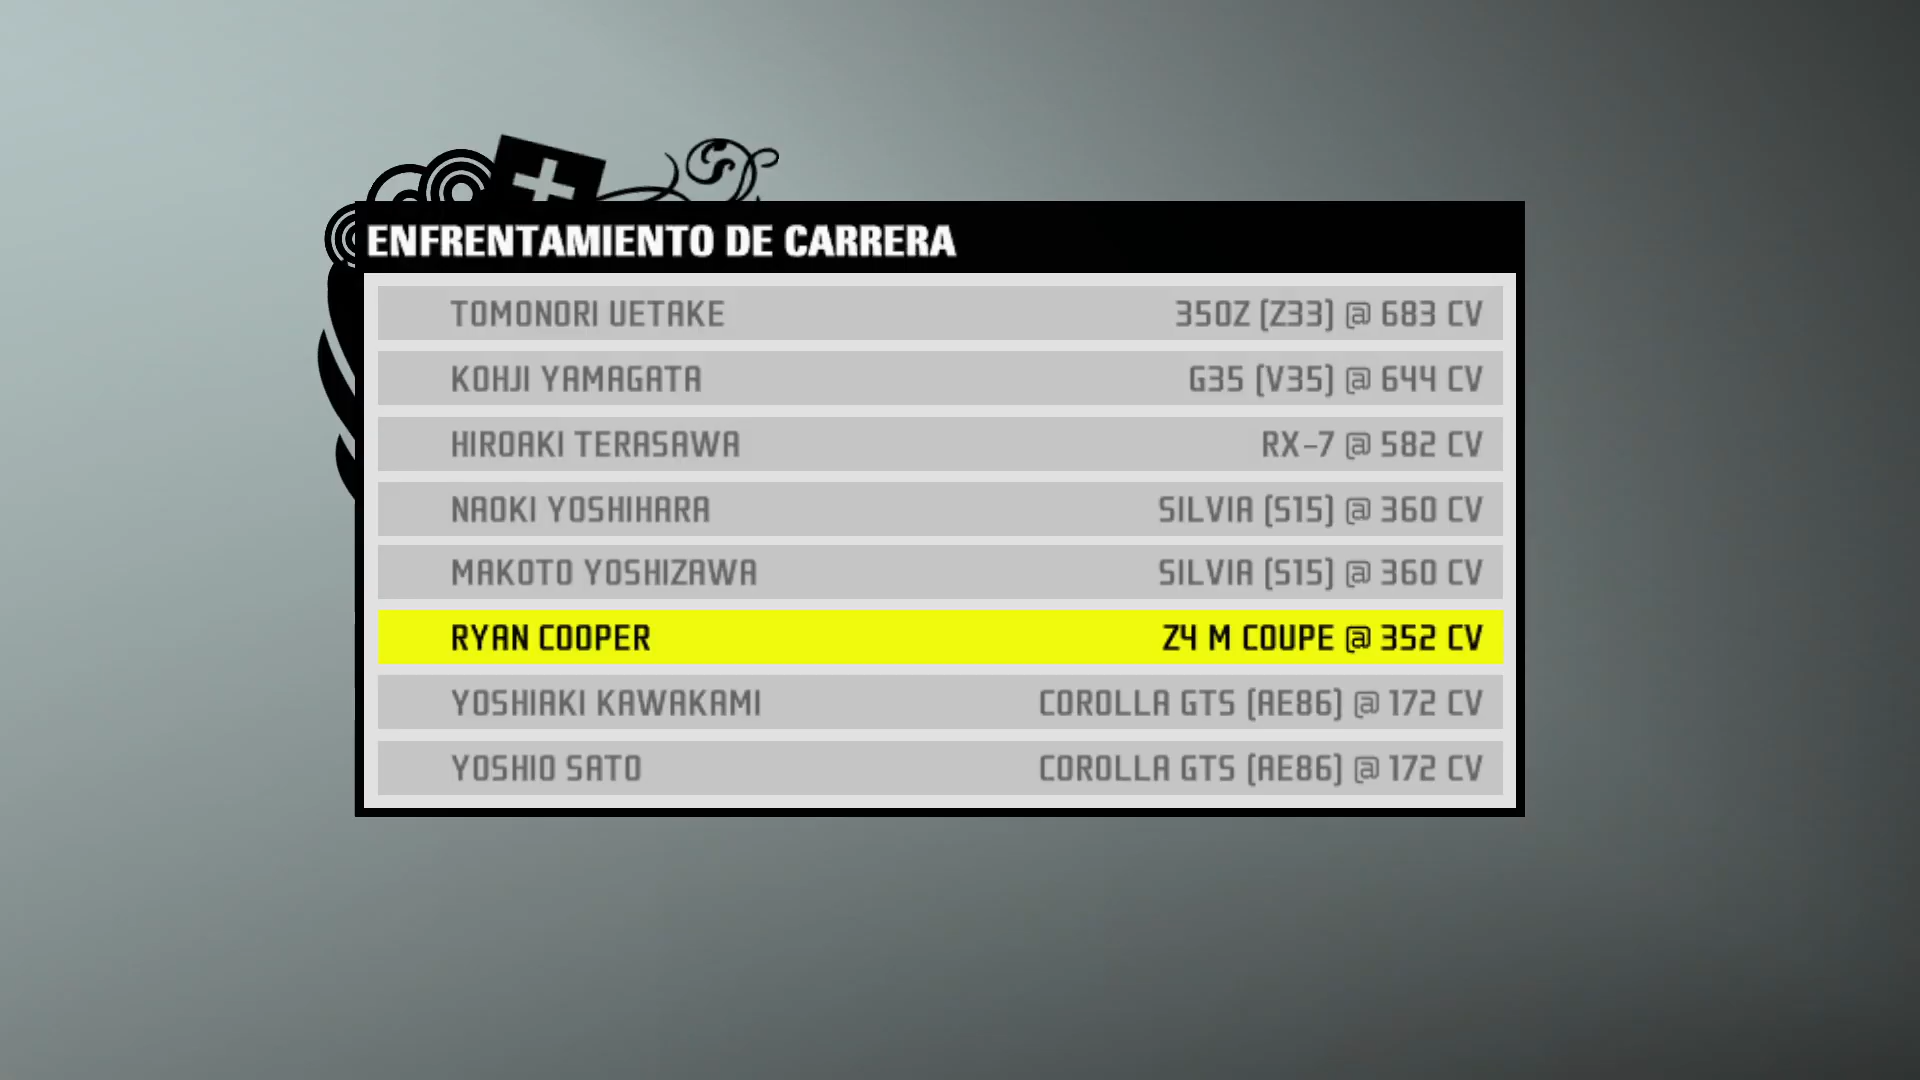 ENFRENTAMIENTO DE CARRERA
TOMONORI UETAKE 350Z (Z33) @ 683 CV
KOHJI YAMAGATA G35 (V35) @ 644 CV
HIROAKI TERASAWA RX-7 @ 582 CV
NAOKI YOSHIHARA SILVIA (S15) @ 360 CV
MAKOTO YOSHIZAWA SILVIA (S15) @ 360 CV
RYAN COOPER Z4 M COUPE @ 352 CV
YOSHIAKI KAWAKAMI COROLLA GTS (AE86) @ 172 CV
YOSHIO SATO COROLLA GTS (AE86) @ 172 CV